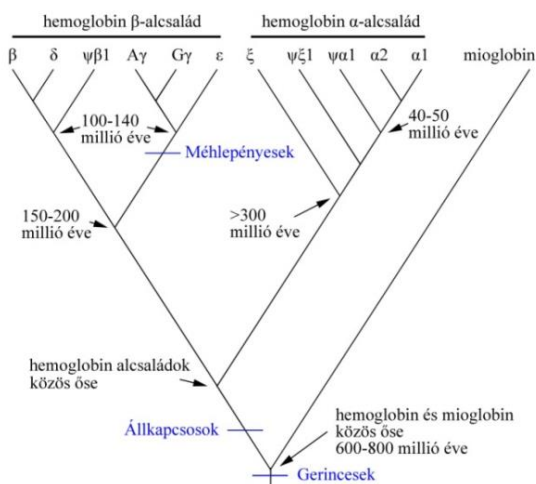 hemoglobin β-alcsalád
hemoglobin α-alcsalád
β δ ψβ1 Aγ Gγ ε ξ ψξ1 ψα1 α2 α1 mioglobin
100-140
millió éve
40-50
millió éve
Méhlepényesek
150-200
millió éve
>300
millió éve
hemoglobin alcsaládok
közös őse
Állkapcsosok
hemoglobin és mioglobin
közös őse
600-800 millió éve
Gerincesek